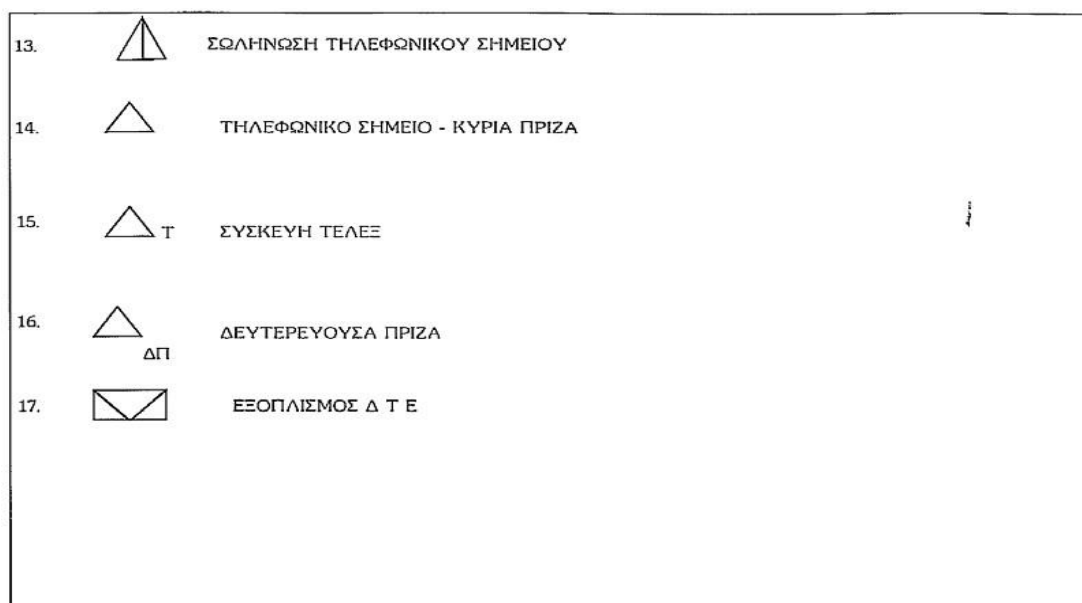 13. ΣΩΛΗΝΩΣΗ ΤΗΛΕΦΩΝΙΚΟΥ ΣΗΜΕΙΟΥ
14. ΤΗΛΕΦΩΝΙΚΟ ΣΗΜΕΙΟ - ΚΥΡΙΑ ΠΡΙΖΑ
15. Τ ΣΥΣΚΕΥΗ ΤΕΛΕΞ
16. ΔΠ ΔΕΥΤΕΡΕΥΟΥΣΑ ΠΡΙΖΑ
17. ΕΞΟΠΛΙΣΜΟΣ Δ Τ Ε